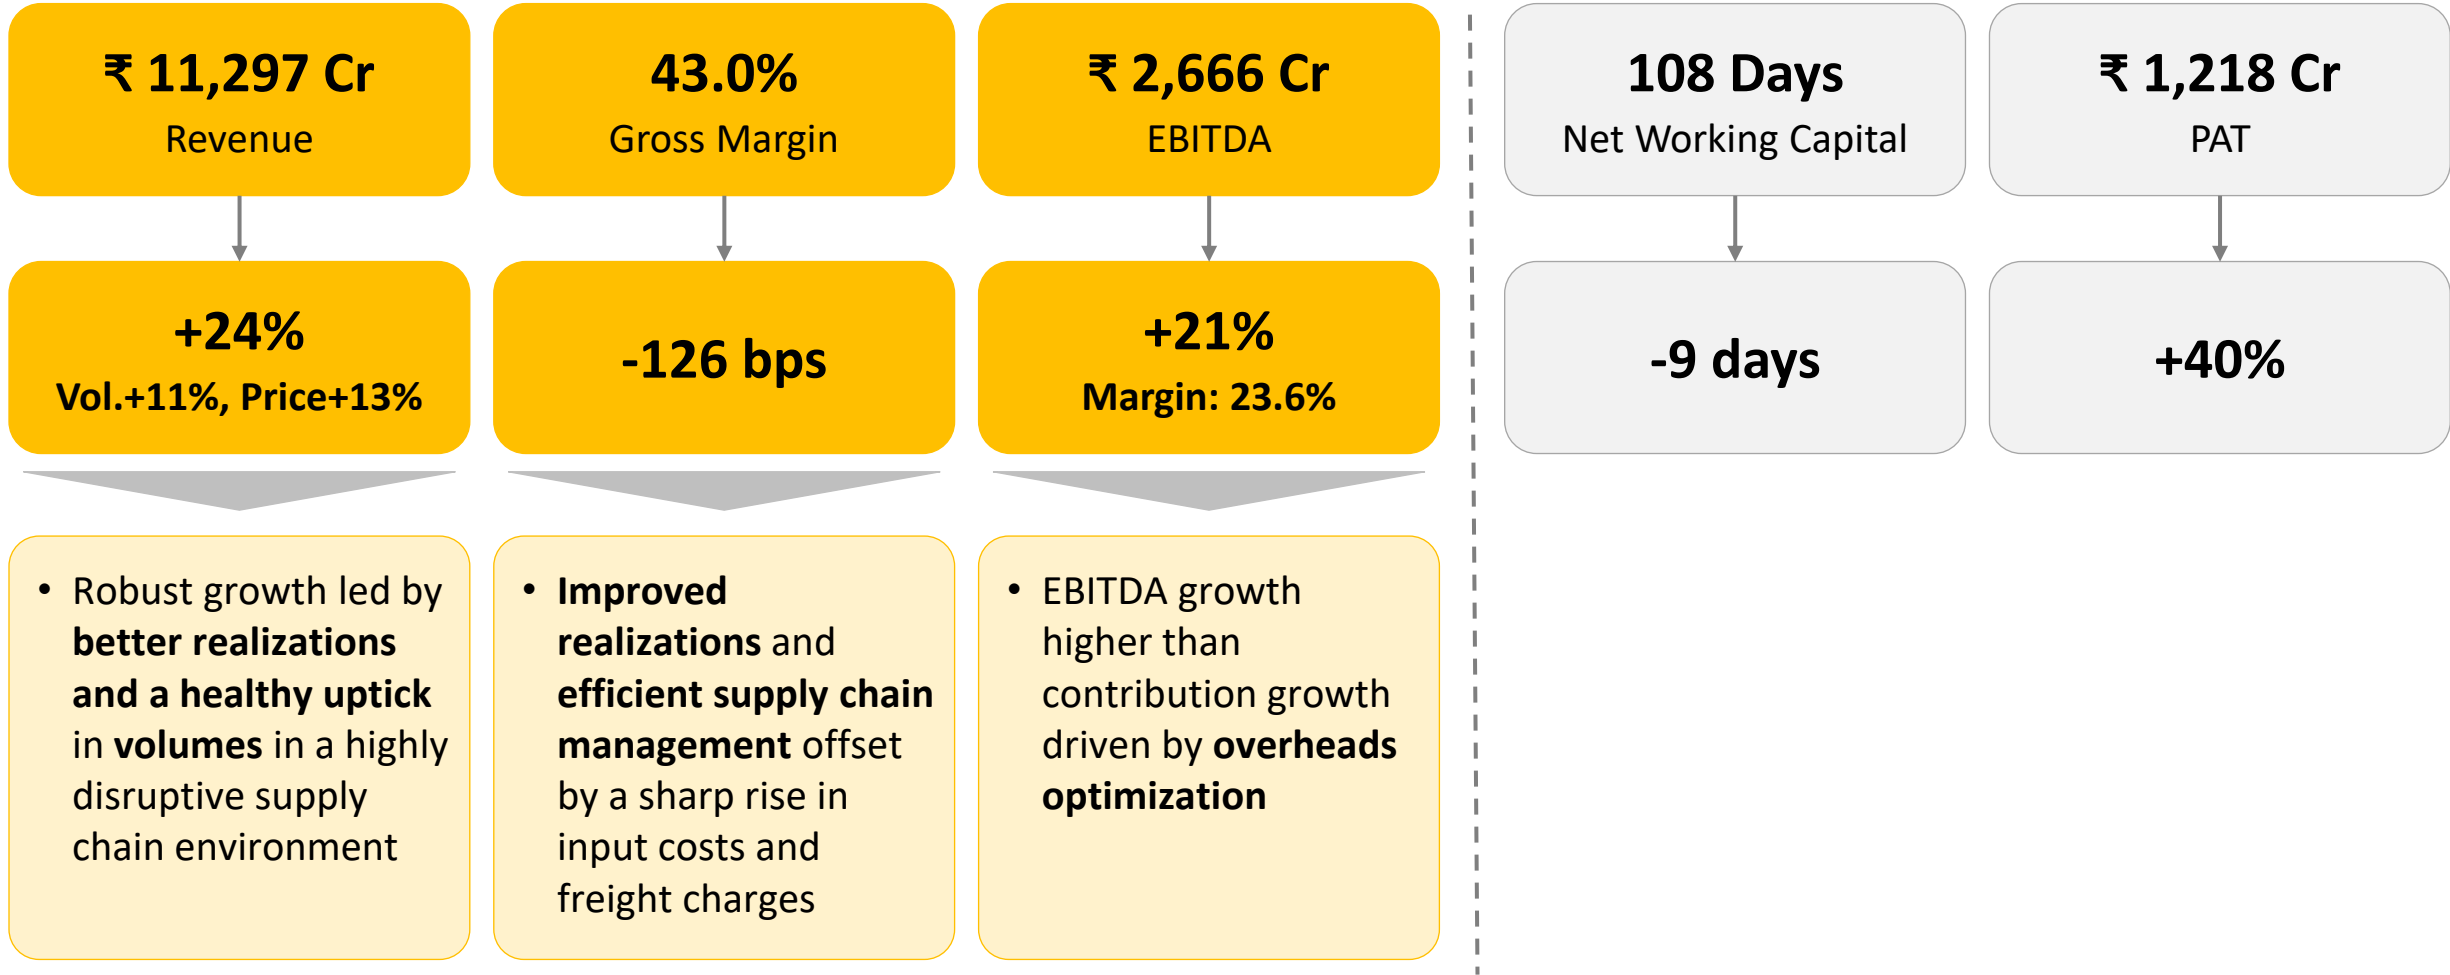 ₹ 11,297 Cr
Revenue
43.0%
Gross Margin
₹ 2,666 Cr
EBITDA
108 Days
Net Working Capital
₹ 1,218 Cr
PAT
+24%
Vol.+11%, Price+13%
-126 bps
+21%
Margin: 23.6%
-9 days
+40%
• Robust growth led by
better realizations
and a healthy uptick
in volumes in a highly
disruptive supply
chain environment
• Improved
realizations and
efficient supply chain
management offset
by a sharp rise in
input costs and
freight charges
• EBITDA growth
higher than
contribution growth
driven by overheads
optimization